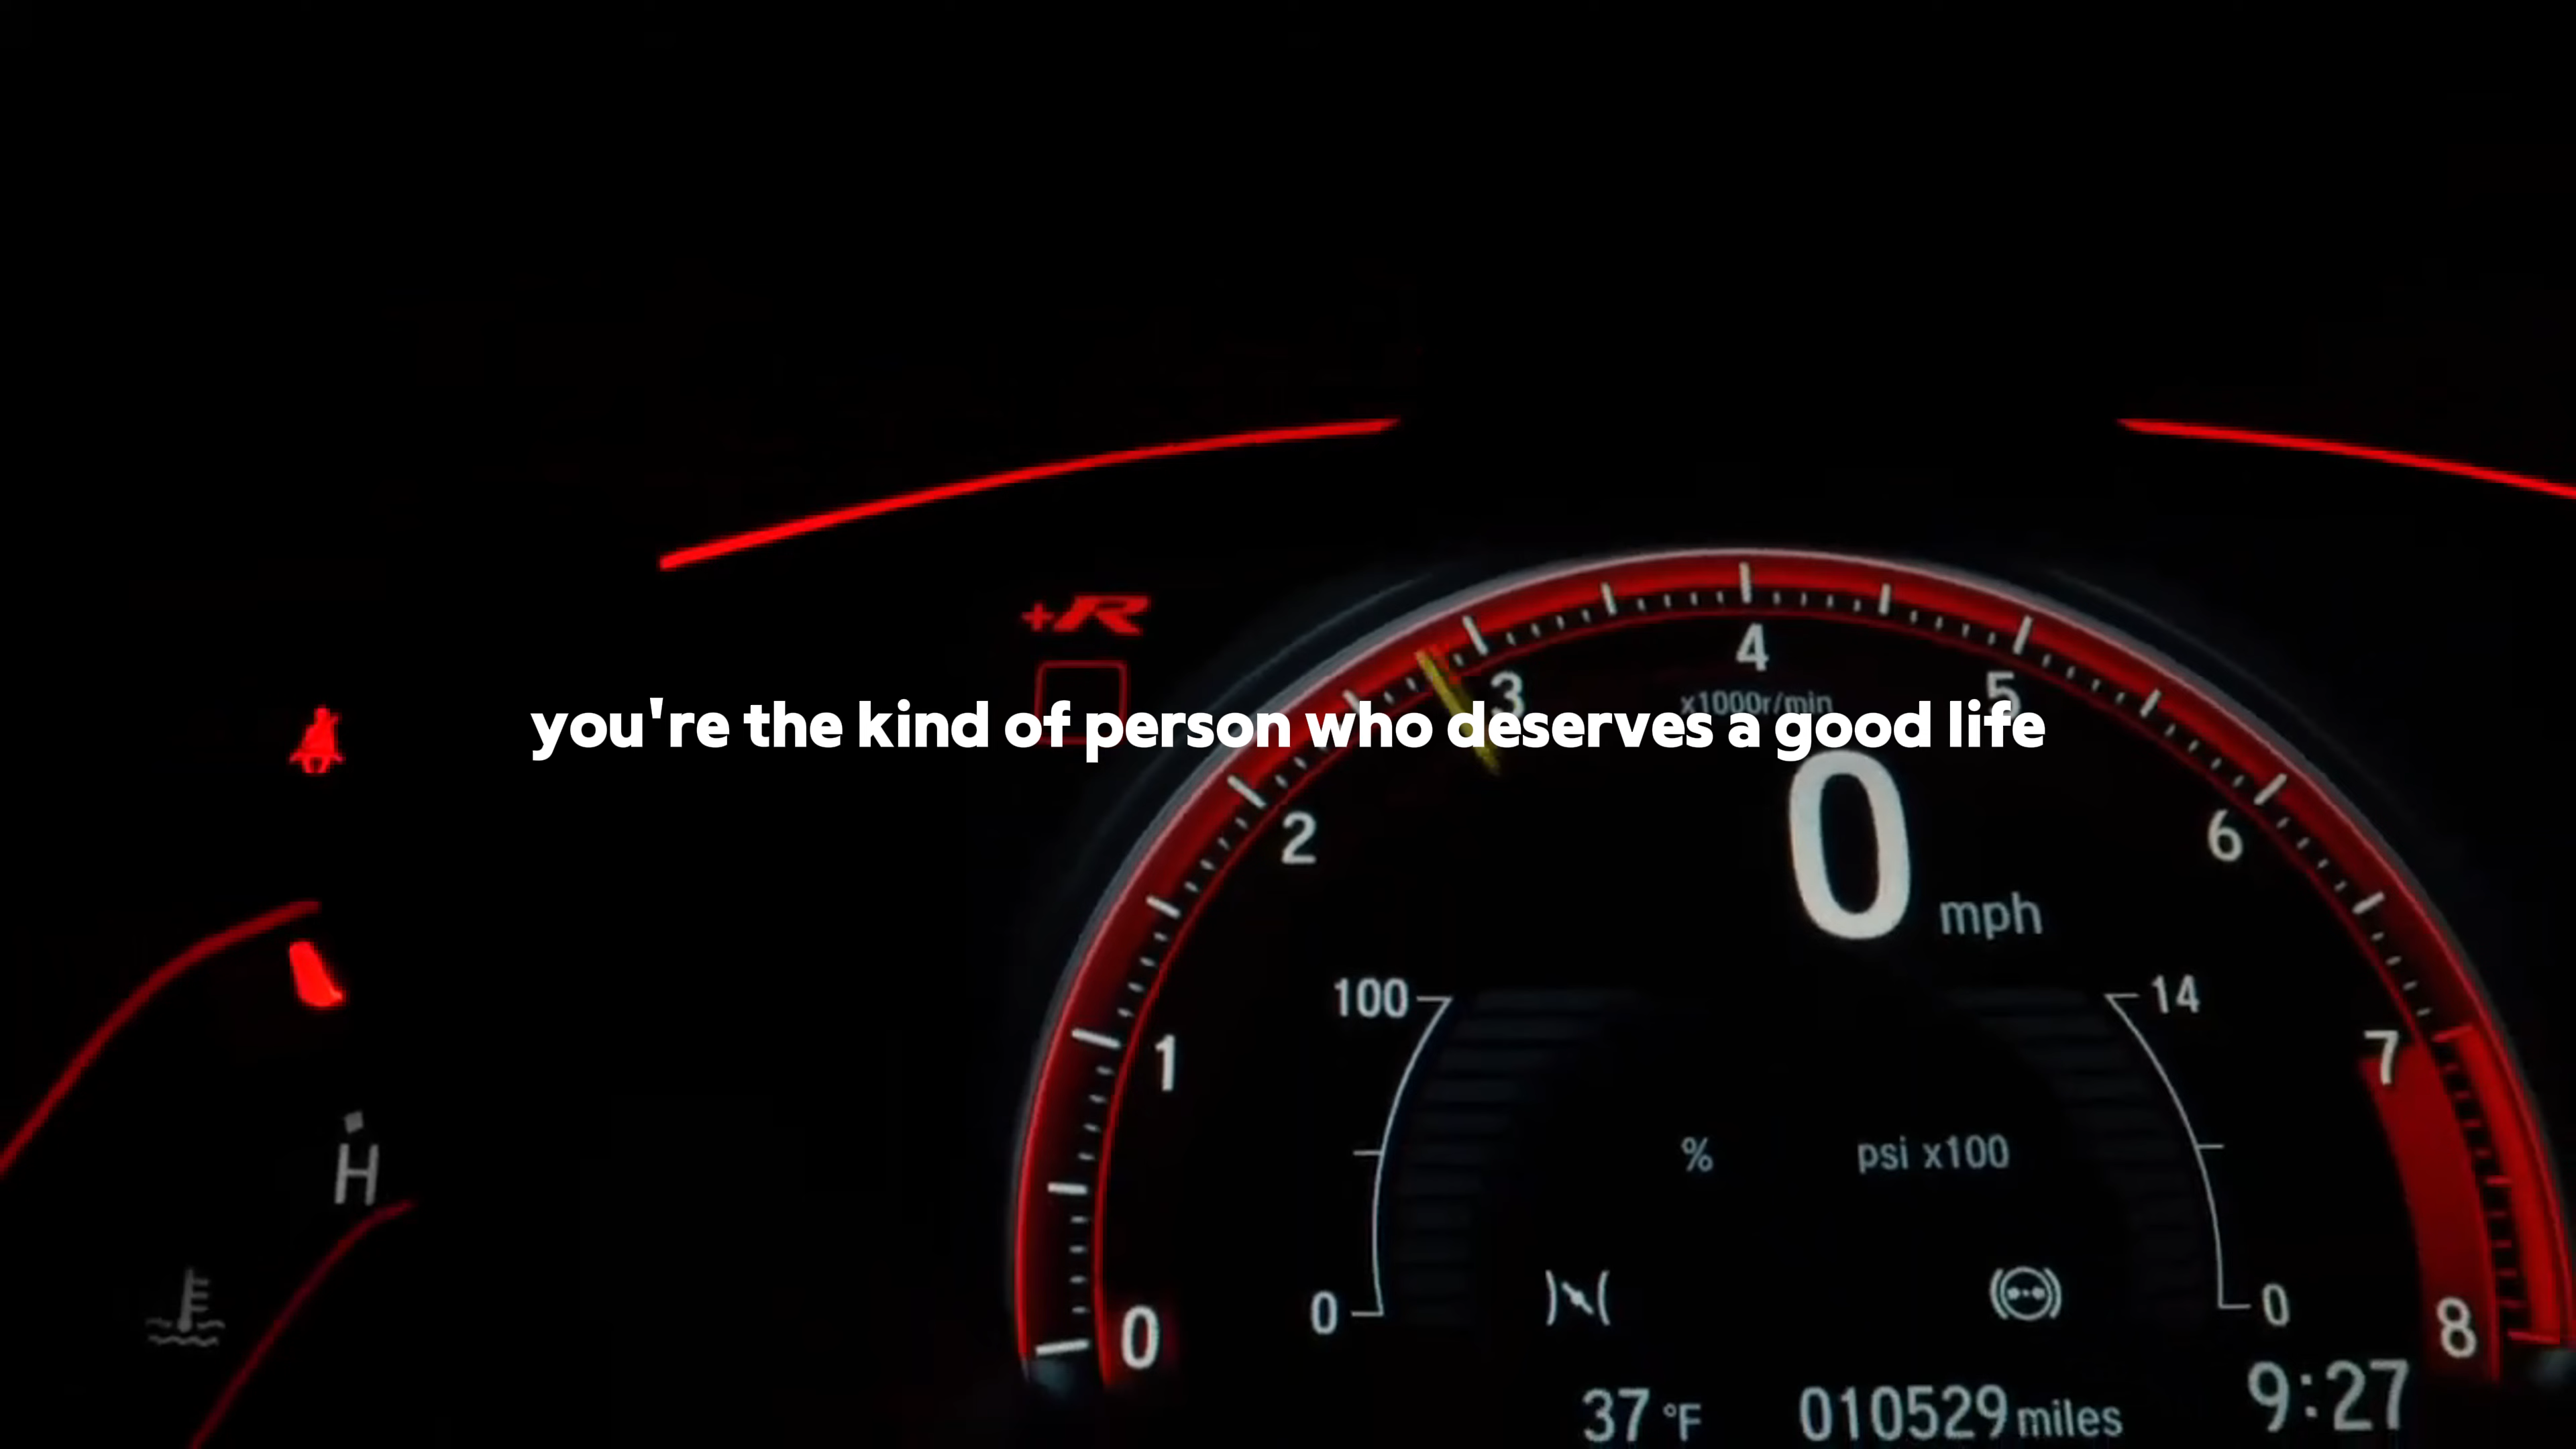 +R
4
3
5
x1000r/min
you're the kind of person who deserves a good life
0
2
6
mph
100
14
1
7
H
%
psi x100
0
0
0
8
37 °F
010529 miles
9:27